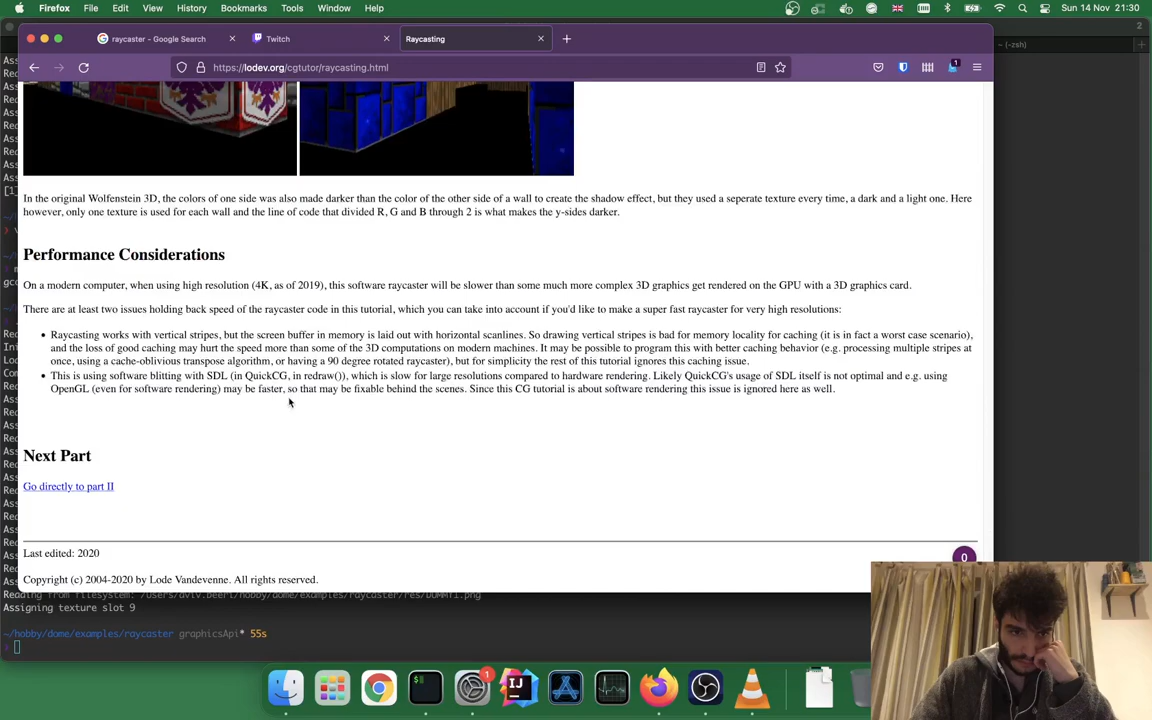 Firefox File Edit View History Bookmarks Tools Window Help Sun 14 Nov 21:30
raycaster - Google Search Twitch Raycasting
2
~ (-zsh)
https://lodev.org/cgtutor/raycasting.html
1
In the original Wolfenstein 3D, the colors of one side was also made darker than the color of the other side of a wall to create the shadow effect, but they used a seperate texture every time, a dark and a light one. Here
however, only one texture is used for each wall and the line of code that divided R, G and B through 2 is what makes the y-sides darker.
Performance Considerations
On a modern computer, when using high resolution (4K, as of 2019), this software raycaster will be slower than some much more complex 3D graphics get rendered on the GPU with a 3D graphics card.
There are at least two issues holding back speed of the raycaster code in this tutorial, which you can take into account if you'd like to make a super fast raycaster for very high resolutions:
Raycasting works with vertical stripes, but the screen buffer in memory is laid out with horizontal scanlines. So drawing vertical stripes is bad for memory locality for caching (it is in fact a worst case scenario),
and the loss of good caching may hurt the speed more than some of the 3D computations on modern machines. It may be possible to program this with better caching behavior (e.g. processing multiple stripes at
once, using a cache-oblivious transpose algorithm, or having a 90 degree rotated raycaster), but for simplicity the rest of this tutorial ignores this caching issue.
This is using software blitting with SDL (in QuickCG, in redraw()), which is slow for large resolutions compared to hardware rendering. Likely QuickCG's usage of SDL itself is not optimal and e.g. using
OpenGL (even for software rendering) may be faster, so that may be fixable behind the scenes. Since this CG tutorial is about software rendering this issue is ignored here as well.
Next Part
Go directly to part II
Last edited: 2020
0
Copyright (c) 2004-2020 by Lode Vandevenne. All rights reserved.
Reading from filesystem: /Users/aviv.beeri/hobby/dome/examples/raycaster/res/DUMMY1.png
Assigning texture slot 9
~/hobby/dome/examples/raycaster graphicsApi* 55s
1